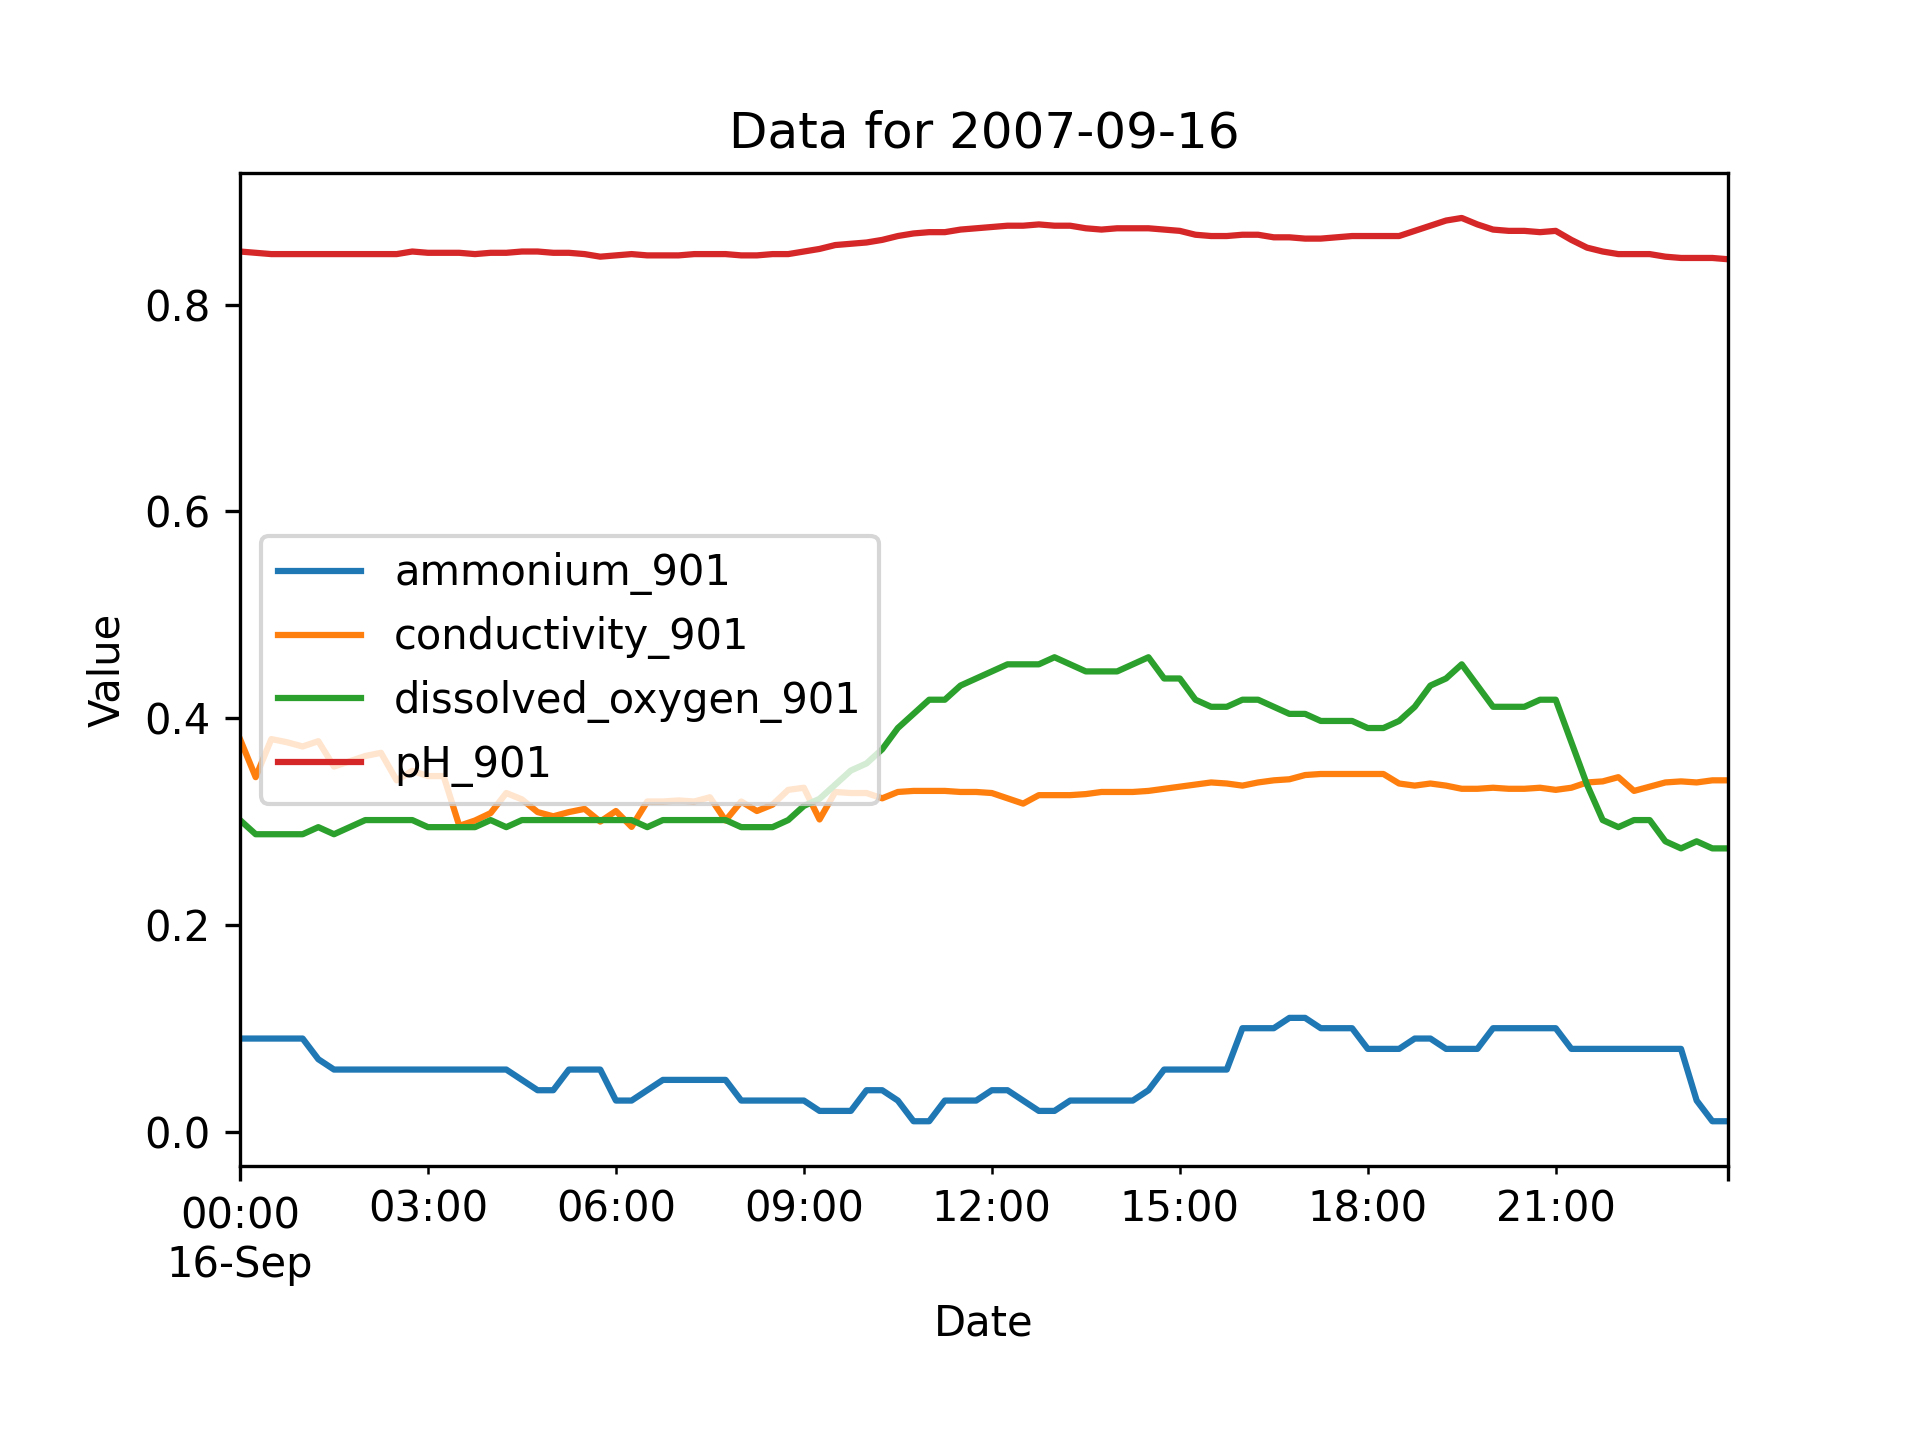 Data for 2007-09-16
Value
0.8
0.6
0.4
0.2
0.0
ammonium_901
conductivity_901
dissolved_oxygen_901
pH_901
00:00 03:00 06:00 09:00 12:00 15:00 18:00 21:00
16-Sep
Date